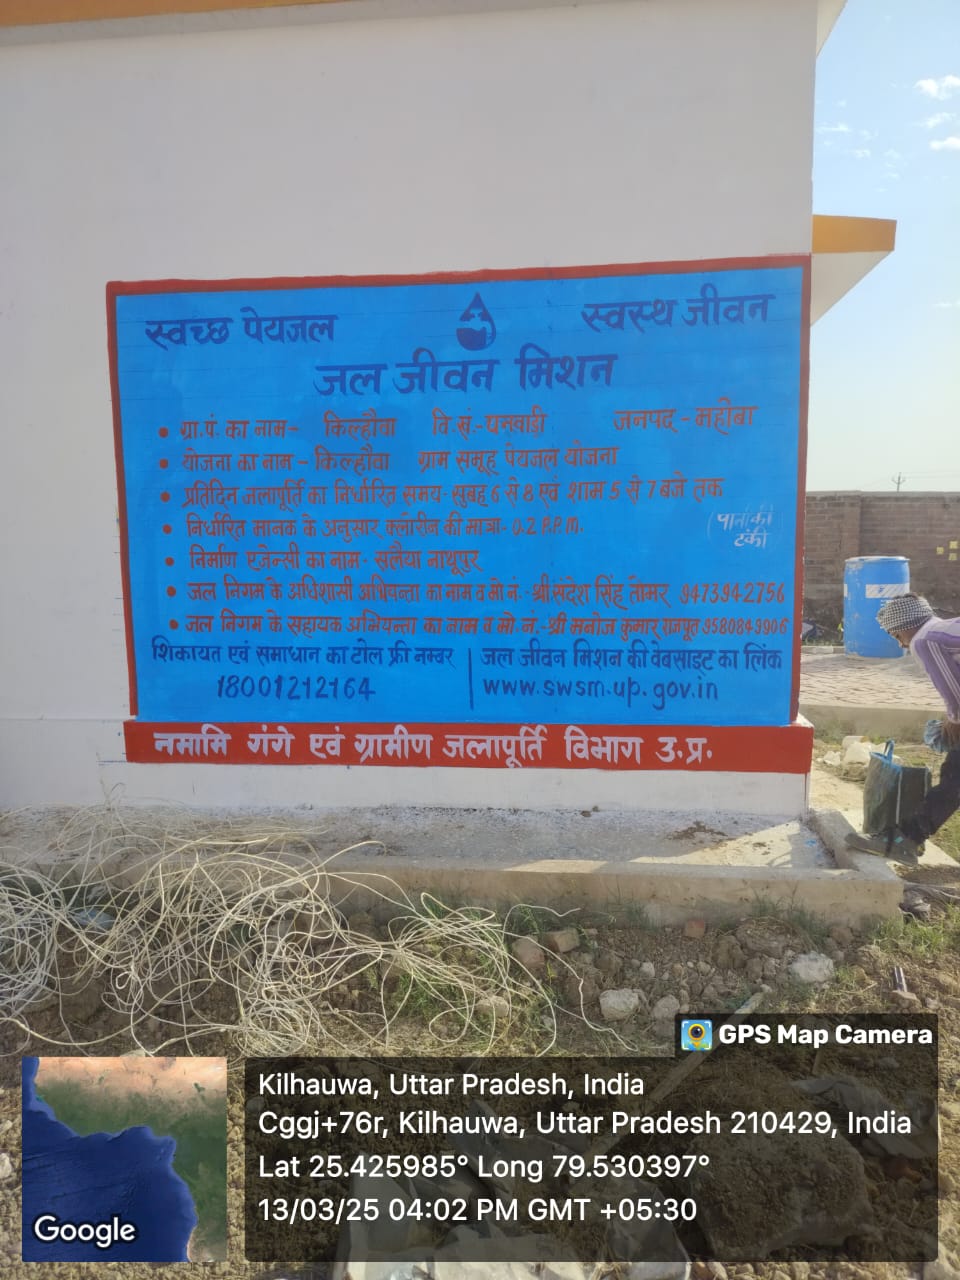 स्वच्छ पेयजल स्वस्थ जीवन
जल जीवन मिशन
• ग्रा.पं. का नाम - किल्हौवा वि.खं.- पनवाड़ी जनपद - महोबा
• योजना का नाम - किल्हौवा ग्राम समूह पेयजल योजना
• प्रतिदिन जलापूर्ति का निर्धारित समय- सुबह 6 से 8 एवं शाम 5 से 7 बजे तक
• निर्धारित मानक के अनुसार क्लोरीन की मात्रा- 0.2 P.P.m.
पानी की
टंकी
• निर्माण एजेन्सी का नाम- खलैया नाथूपुर
• जल निगम के अधिशासी अभियन्ता का नाम व मो नं.- श्री संदेश सिंह तोमर 9473942756
• जल निगम के सहायक अभियन्ता का नाम व मो. नं.- श्री मनोज कुमार राजपूत 9580849906
शिकायत एवं समाधान का टोल फ्री नम्बर
18001212164
जल जीवन मिशन की वेबसाइट का लिंक
www.swsm.up.gov.in
नमामि गंगे एवं ग्रामीण जलापूर्ति विभाग उ.प्र.
GPS Map Camera
Kilhauwa, Uttar Pradesh, India
Cggj+76r, Kilhauwa, Uttar Pradesh 210429, India
Lat 25.425985° Long 79.530397°
13/03/25 04:02 PM GMT +05:30
Google